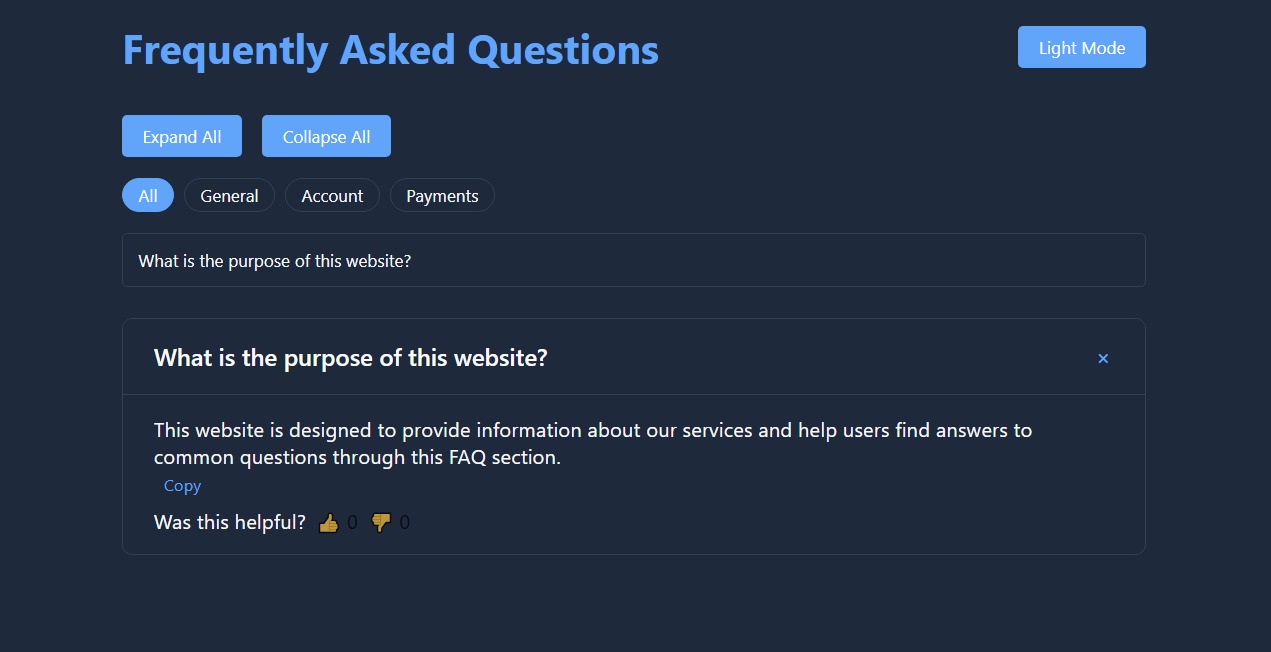 Frequently Asked Questions
Light Mode
Expand All
Collapse All
All
General
Account
Payments
What is the purpose of this website?
What is the purpose of this website?
This website is designed to provide information about our services and help users find answers to
common questions through this FAQ section.
Copy
Was this helpful? 👍 0 👎 0